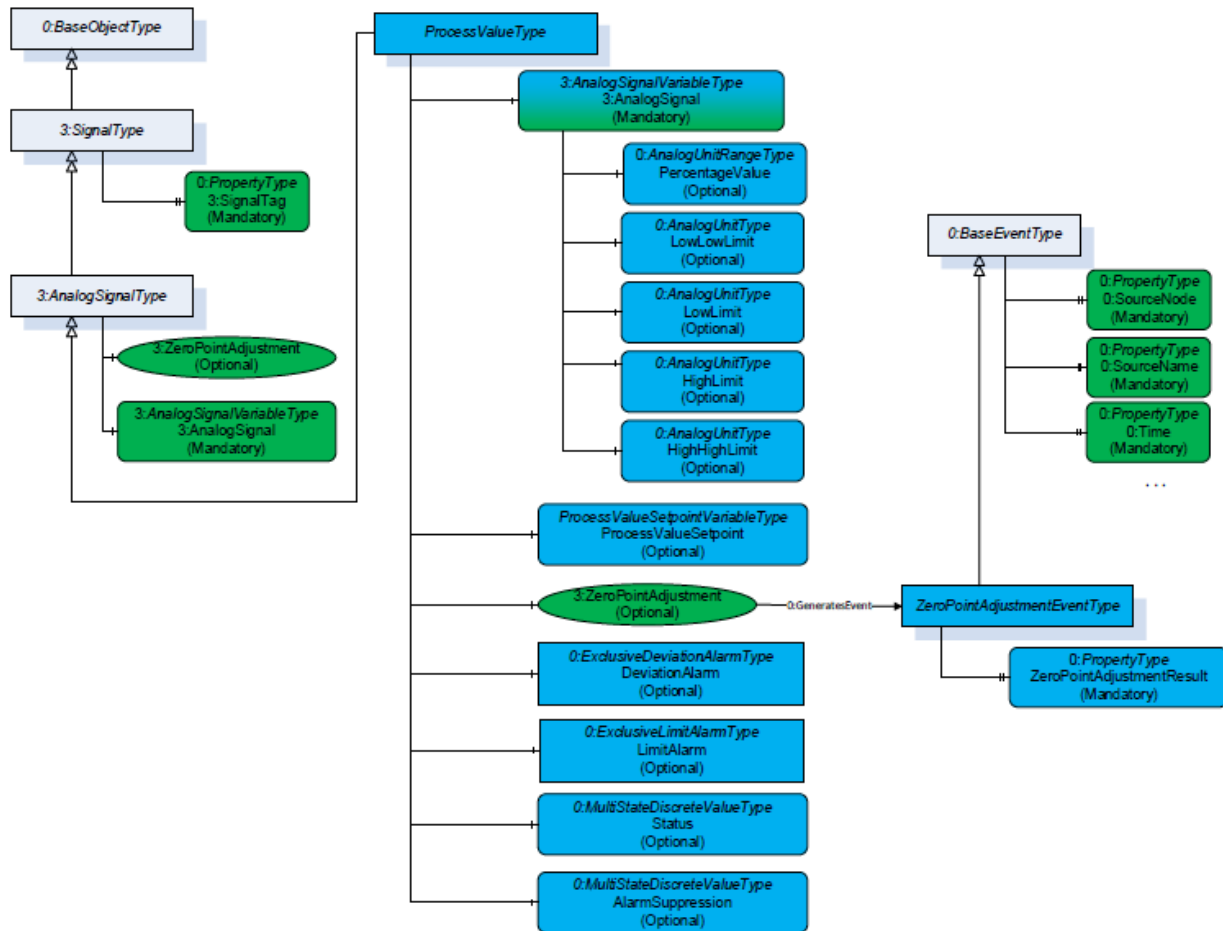 0:BaseObjectType
3:SignalType
0:PropertyType
3:SignalTag
(Mandatory)
3:AnalogSignalType
3:ZeroPointAdjustment
(Optional)
3:AnalogSignalVariableType
3:AnalogSignal
(Mandatory)
ProcessValueType
3:AnalogSignalVariableType
3:AnalogSignal
(Mandatory)
0:AnalogUnitRangeType
PercentageValue
(Optional)
0:AnalogUnitType
LowLowLimit
(Optional)
0:AnalogUnitType
LowLimit
(Optional)
0:AnalogUnitType
HighLimit
(Optional)
0:AnalogUnitType
HighHighLimit
(Optional)
ProcessValueSetpointVariableType
ProcessValueSetpoint
(Optional)
3:ZeroPointAdjustment
(Optional)
0:GeneratesEvent
0:ExclusiveDeviationAlarmType
DeviationAlarm
(Optional)
0:ExclusiveLimitAlarmType
LimitAlarm
(Optional)
0:MultiStateDiscreteValueType
Status
(Optional)
0:MultiStateDiscreteValueType
AlarmSuppression
(Optional)
0:BaseEventType
0:PropertyType
0:SourceNode
(Mandatory)
0:PropertyType
0:SourceName
(Mandatory)
0:PropertyType
0:Time
(Mandatory)
...
ZeroPointAdjustmentEventType
0:PropertyType
ZeroPointAdjustmentResult
(Mandatory)